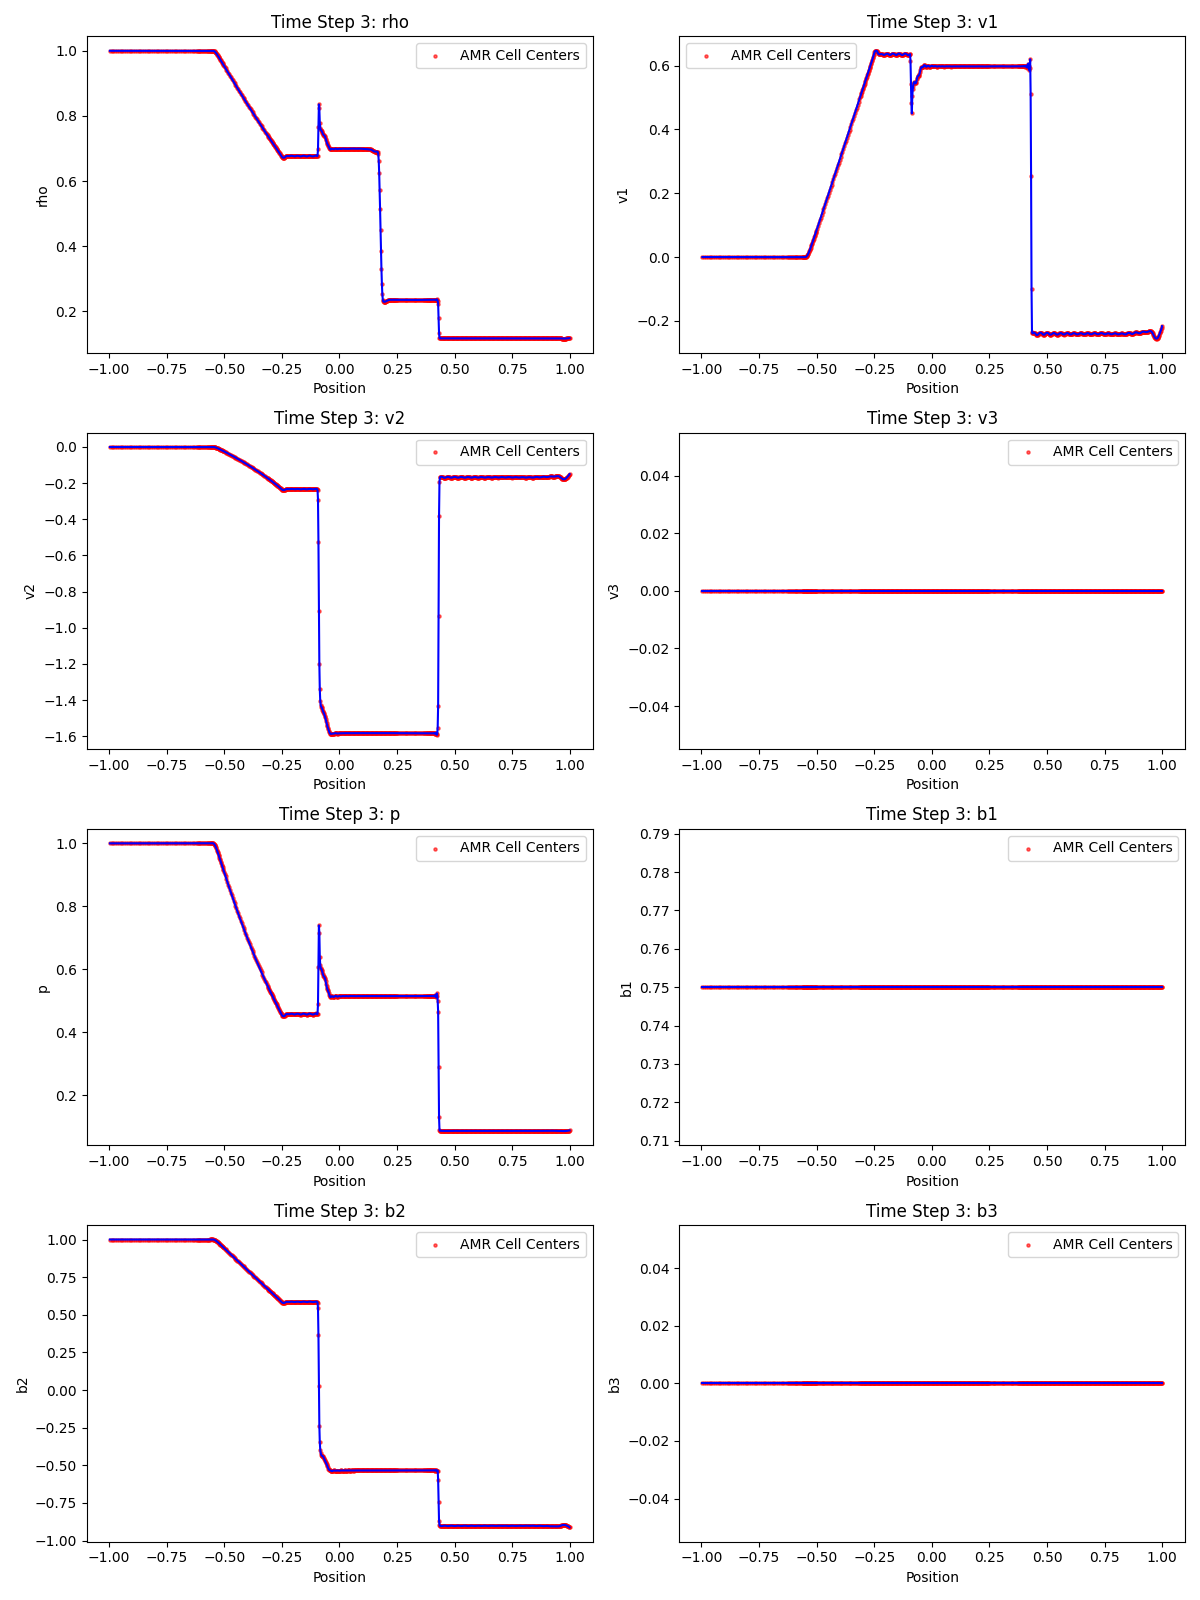 Time Step 3: rho
AMR Cell Centers
rho
1.0
0.8
0.6
0.4
0.2
−1.00 −0.75 −0.50 −0.25 0.00 0.25 0.50 0.75 1.00
Position
Time Step 3: v1
AMR Cell Centers
v1
0.6
0.4
0.2
0.0
−0.2
−1.00 −0.75 −0.50 −0.25 0.00 0.25 0.50 0.75 1.00
Position
Time Step 3: v2
AMR Cell Centers
v2
0.0
−0.2
−0.4
−0.6
−0.8
−1.0
−1.2
−1.4
−1.6
−1.00 −0.75 −0.50 −0.25 0.00 0.25 0.50 0.75 1.00
Position
Time Step 3: v3
AMR Cell Centers
v3
0.04
0.02
0.00
−0.02
−0.04
−1.00 −0.75 −0.50 −0.25 0.00 0.25 0.50 0.75 1.00
Position
Time Step 3: p
AMR Cell Centers
p
1.0
0.8
0.6
0.4
0.2
−1.00 −0.75 −0.50 −0.25 0.00 0.25 0.50 0.75 1.00
Position
Time Step 3: b1
AMR Cell Centers
b1
0.79
0.78
0.77
0.76
0.75
0.74
0.73
0.72
0.71
−1.00 −0.75 −0.50 −0.25 0.00 0.25 0.50 0.75 1.00
Position
Time Step 3: b2
AMR Cell Centers
b2
1.00
0.75
0.50
0.25
0.00
−0.25
−0.50
−0.75
−1.00
−1.00 −0.75 −0.50 −0.25 0.00 0.25 0.50 0.75 1.00
Position
Time Step 3: b3
AMR Cell Centers
b3
0.04
0.02
0.00
−0.02
−0.04
−1.00 −0.75 −0.50 −0.25 0.00 0.25 0.50 0.75 1.00
Position